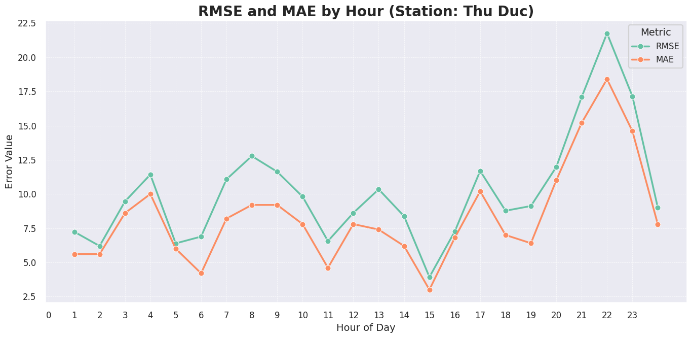 RMSE and MAE by Hour (Station: Thu Duc)
Metric
RMSE
MAE
Error Value
22.5
20.0
17.5
15.0
12.5
10.0
7.5
5.0
2.5
0 1 2 3 4 5 6 7 8 9 10 11 12 13 14 15 16 17 18 19 20 21 22 23
Hour of Day